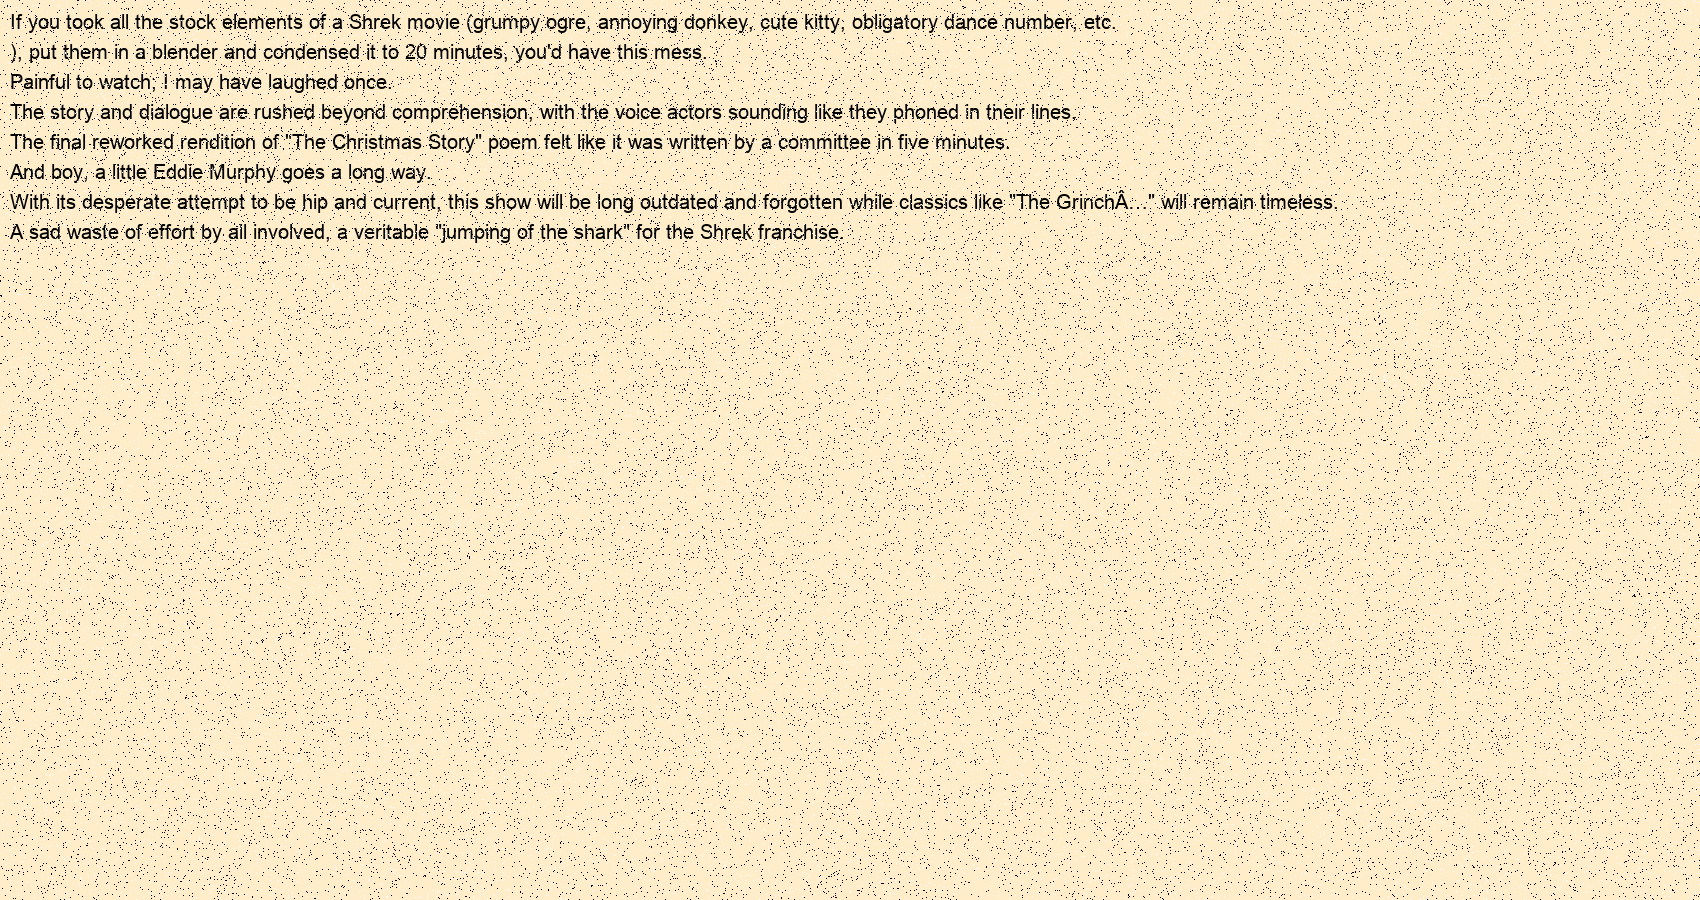 If you took all the stock elements of a Shrek movie (grumpy ogre, annoying donkey, cute kitty, obligatory dance number, etc.
), put them in a blender and condensed it to 20 minutes, you'd have this mess.
Painful to watch; I may have laughed once.
The story and dialogue are rushed beyond comprehension, with the voice actors sounding like they phoned in their lines.
The final reworked rendition of "The Christmas Story" poem felt like it was written by a committee in five minutes.
And boy, a little Eddie Murphy goes a long way.
With its desperate attempt to be hip and current, this show will be long outdated and forgotten while classics like "The GrinchÂ…" will remain timeless.
A sad waste of effort by all involved, a veritable "jumping of the shark" for the Shrek franchise.